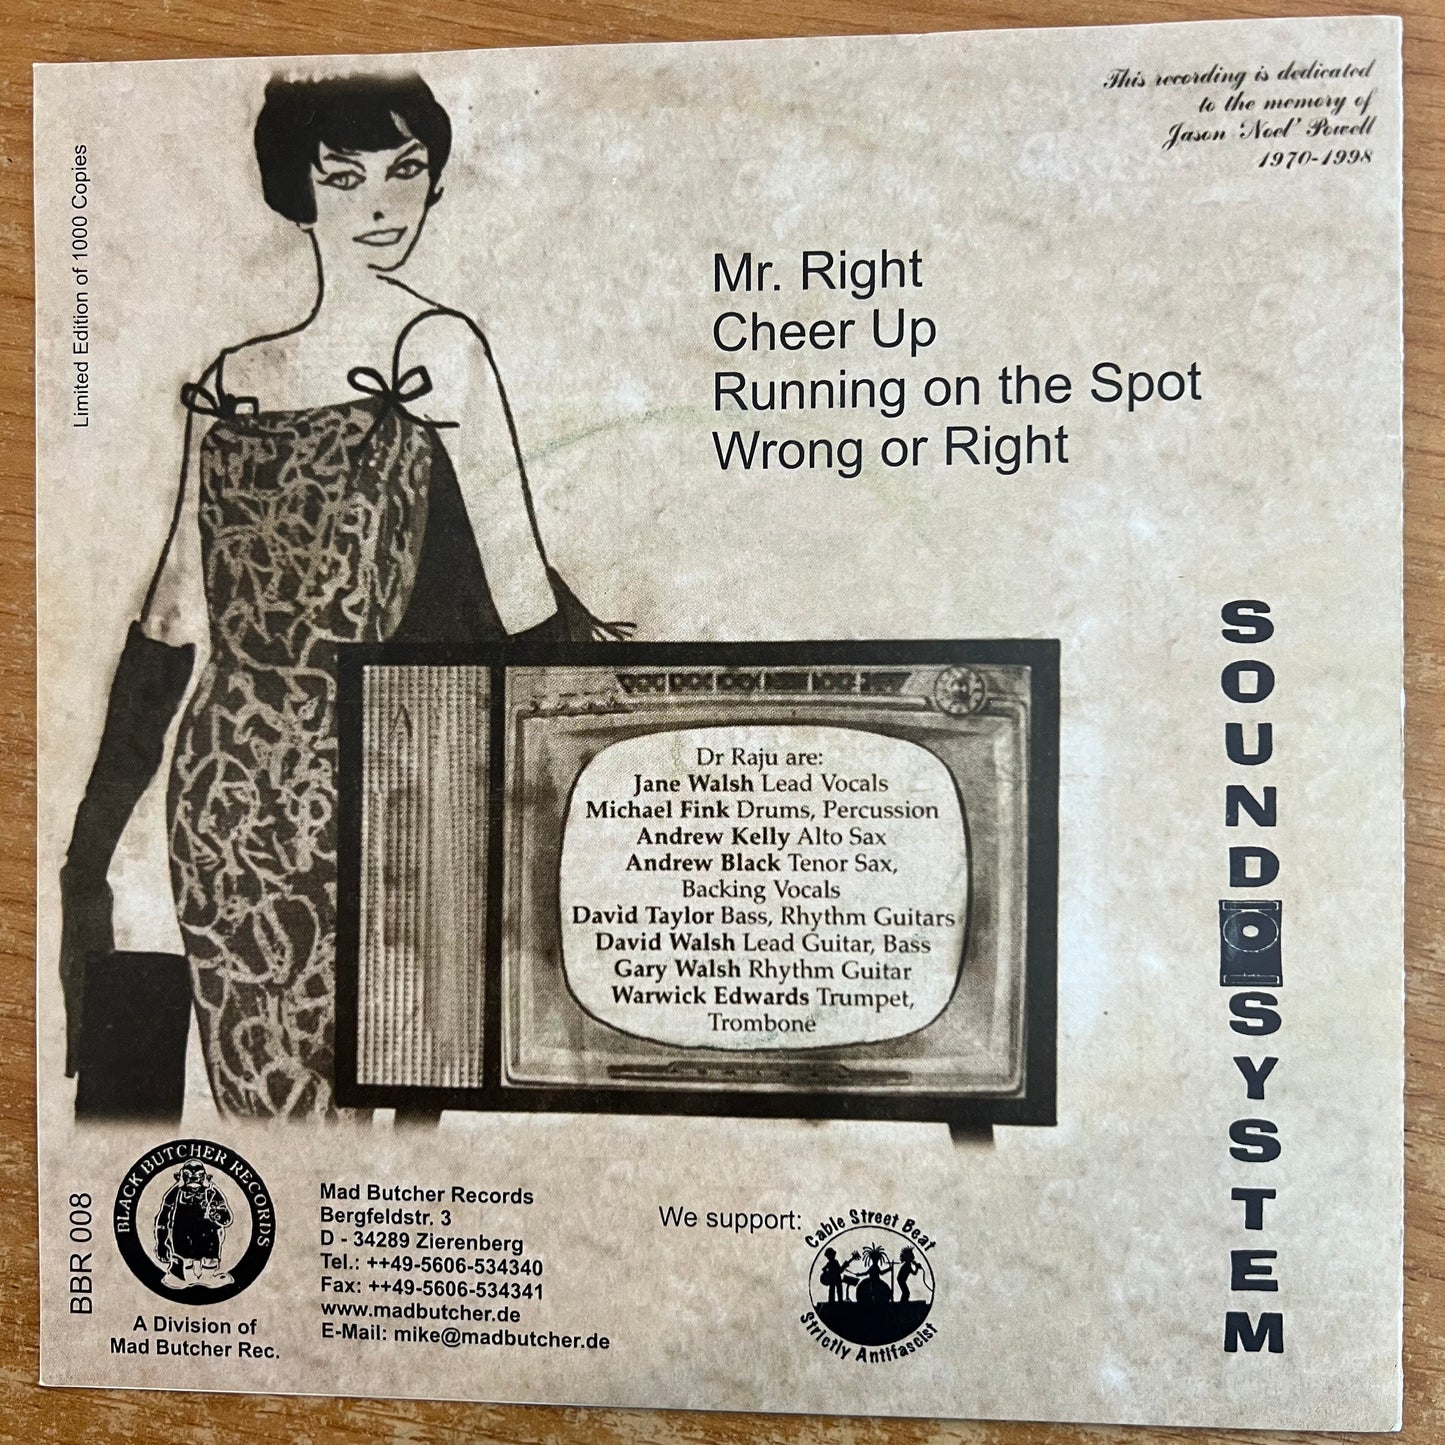 This recording is dedicated
to the memory of
Jason 'Noel' Powell
1970-1998
Limited Edition of 1000 Copies
Mr. Right
Cheer Up
Running on the Spot
Wrong or Right
Dr Raju are:
Jane Walsh Lead Vocals
Michael Fink Drums, Percussion
Andrew Kelly Alto Sax
Andrew Black Tenor Sax,
Backing Vocals
David Taylor Bass, Rhythm Guitars
David Walsh Lead Guitar, Bass
Gary Walsh Rhythm Guitar
Warwick Edwards Trumpet,
Trombone
SOUND SYSTEM
BBR 008
BLACK BUTCHER RECORDS
A Division of
Mad Butcher Rec.
Mad Butcher Records
Bergfeldstr. 3
D - 34289 Zierenberg
Tel.: ++49-5606-534340
Fax: ++49-5606-534341
www.madbutcher.de
E-Mail: mike@madbutcher.de
We support:
Cable Street Beat
Strictly Antifascist